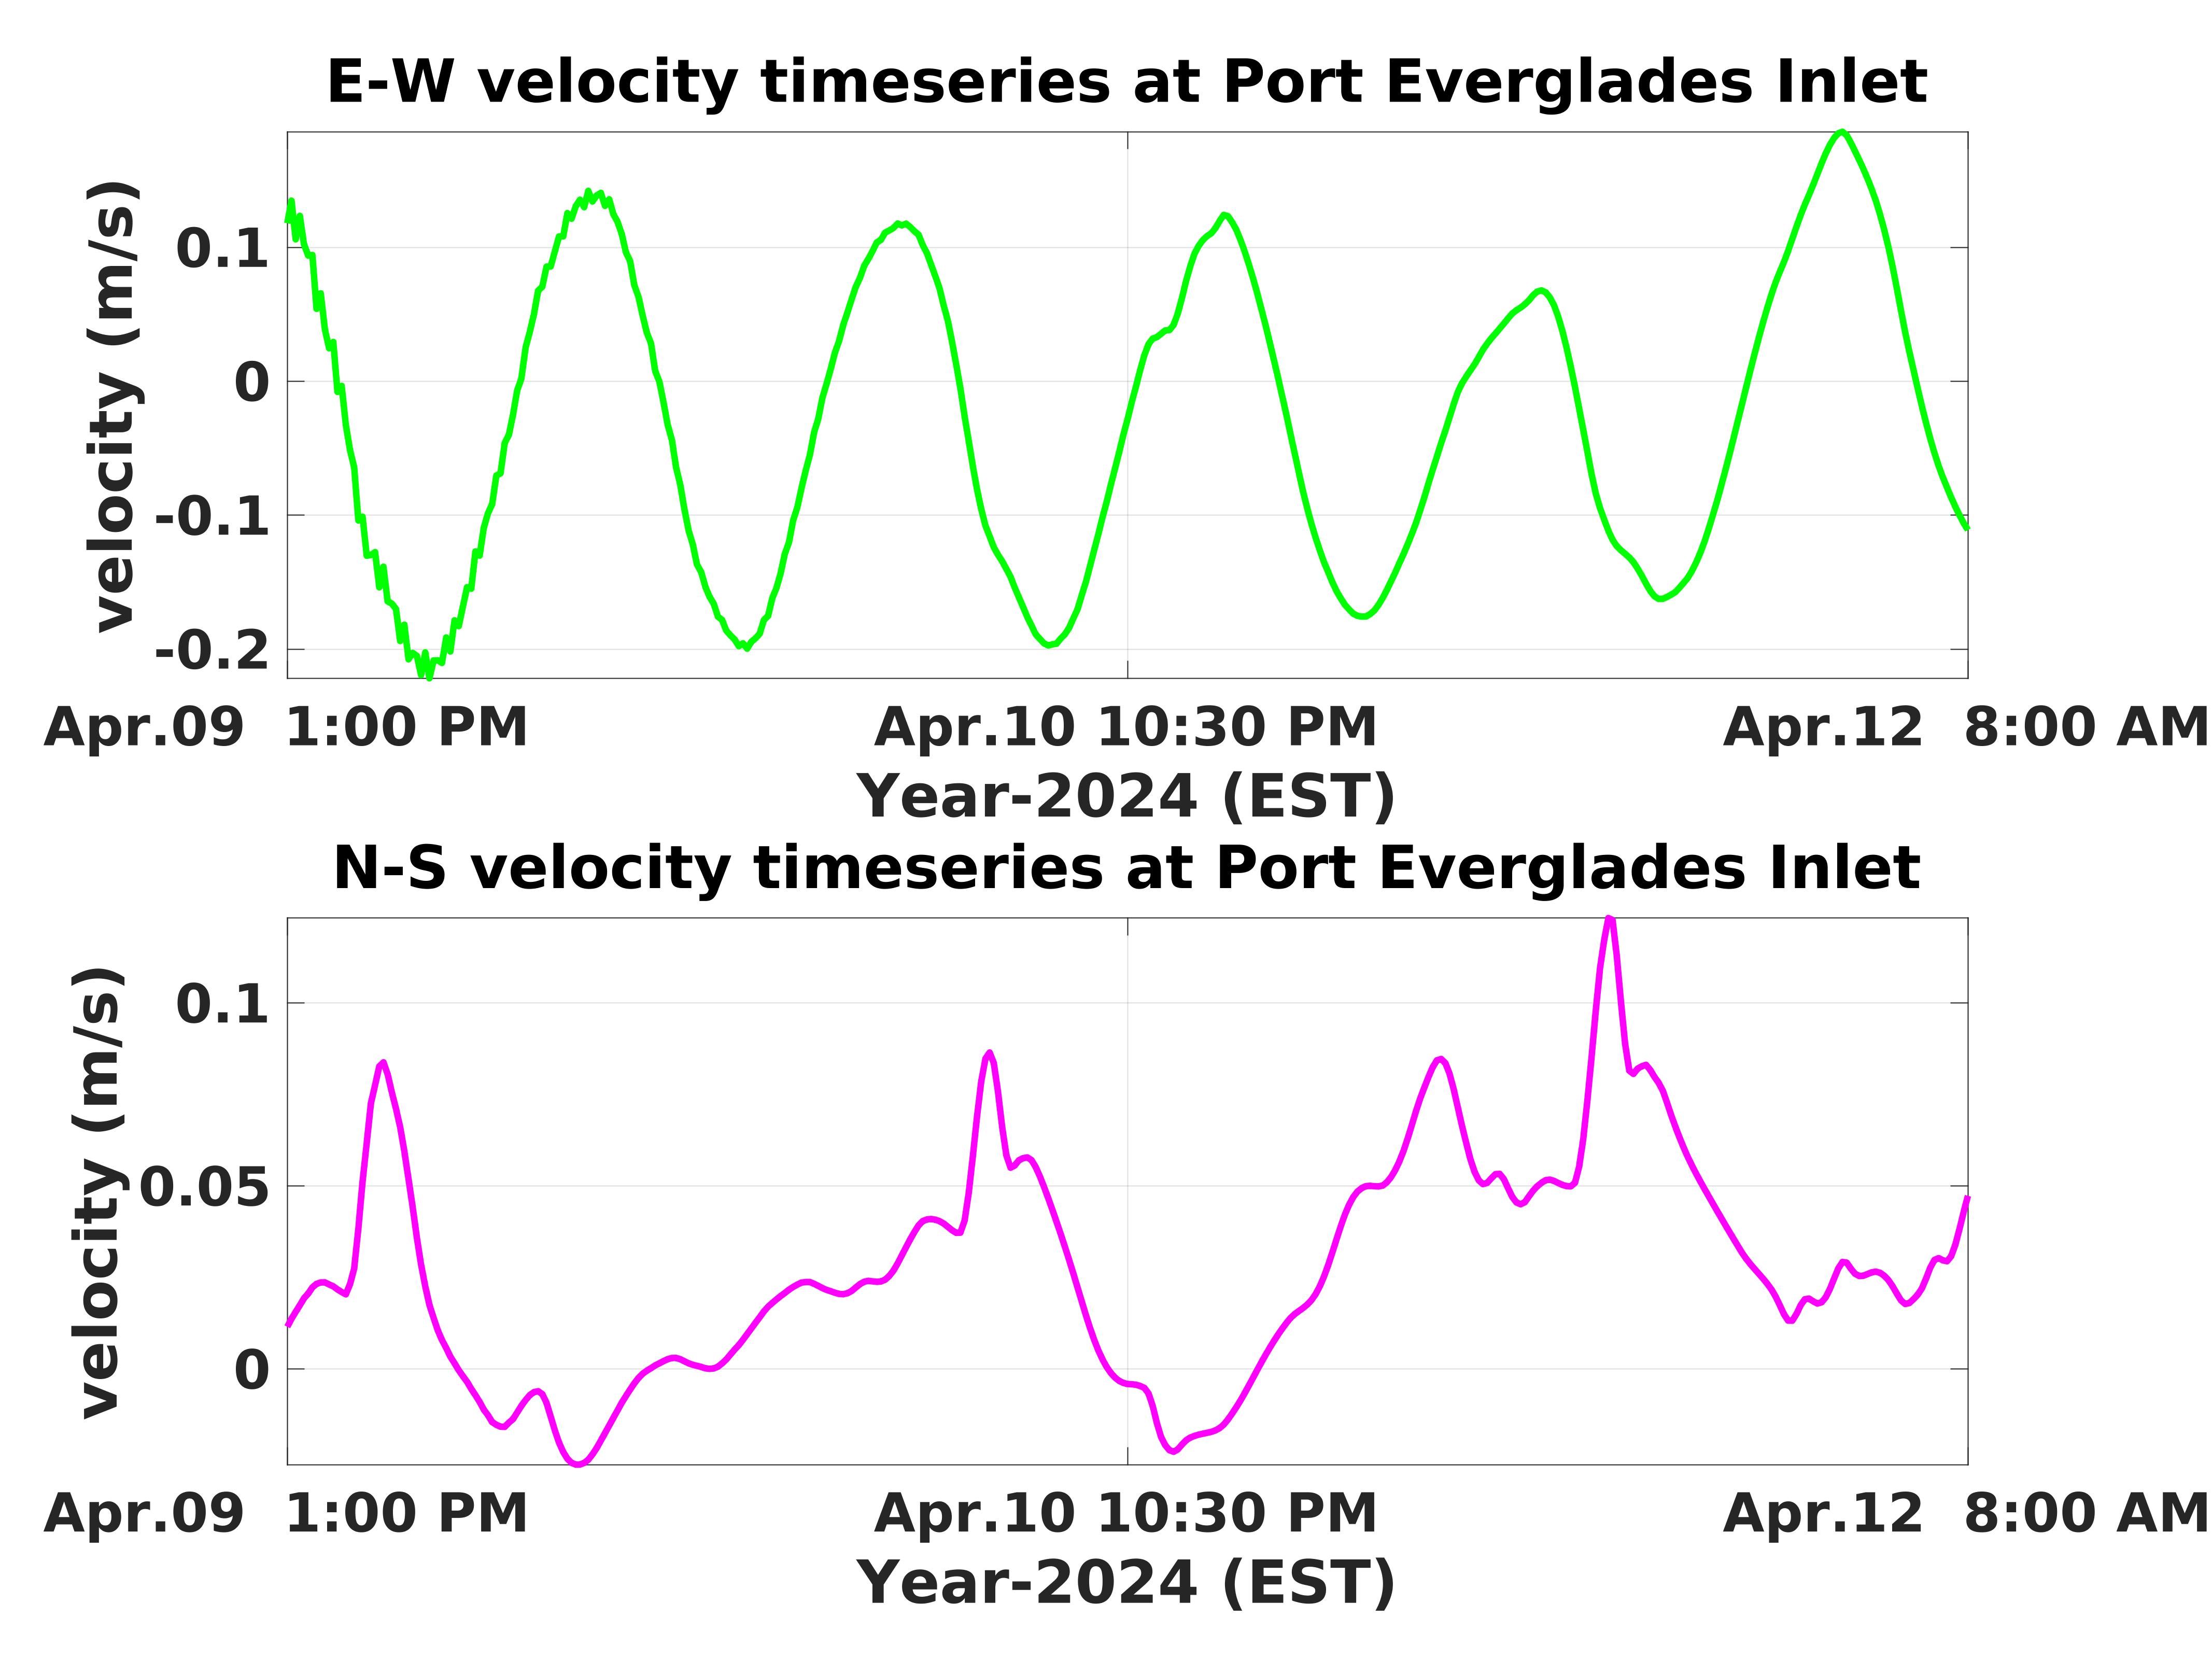 E-W velocity timeseries at Port Everglades Inlet
velocity (m/s)
0.1
0
-0.1
-0.2
Apr.09  1:00 PM Apr.10 10:30 PM Apr.12  8:00 AM
Year-2024 (EST)
N-S velocity timeseries at Port Everglades Inlet
velocity (m/s)
0.1
0.05
0
Apr.09  1:00 PM Apr.10 10:30 PM Apr.12  8:00 AM
Year-2024 (EST)